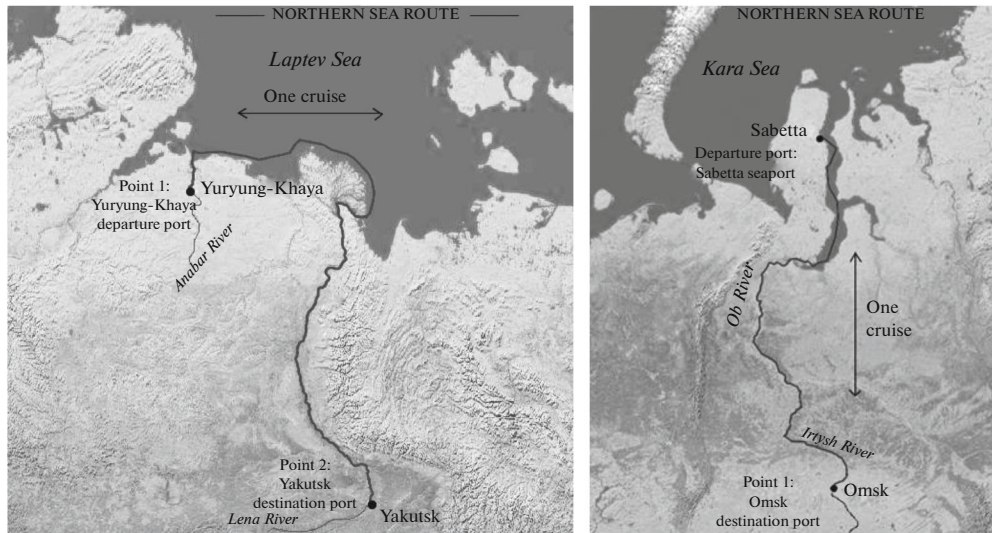 NORTHERN SEA ROUTE
Laptev Sea
One cruise
Point 1:
Yuryung-Khaya
departure port
Yuryung-Khaya
Anabar River
Point 2:
Yakutsk
destination port
Yakutsk
Lena River
NORTHERN SEA ROUTE
Kara Sea
Sabetta
Departure port:
Sabetta seaport
Ob River
One
cruise
Irtysh River
Point 1:
Omsk
destination port
Omsk